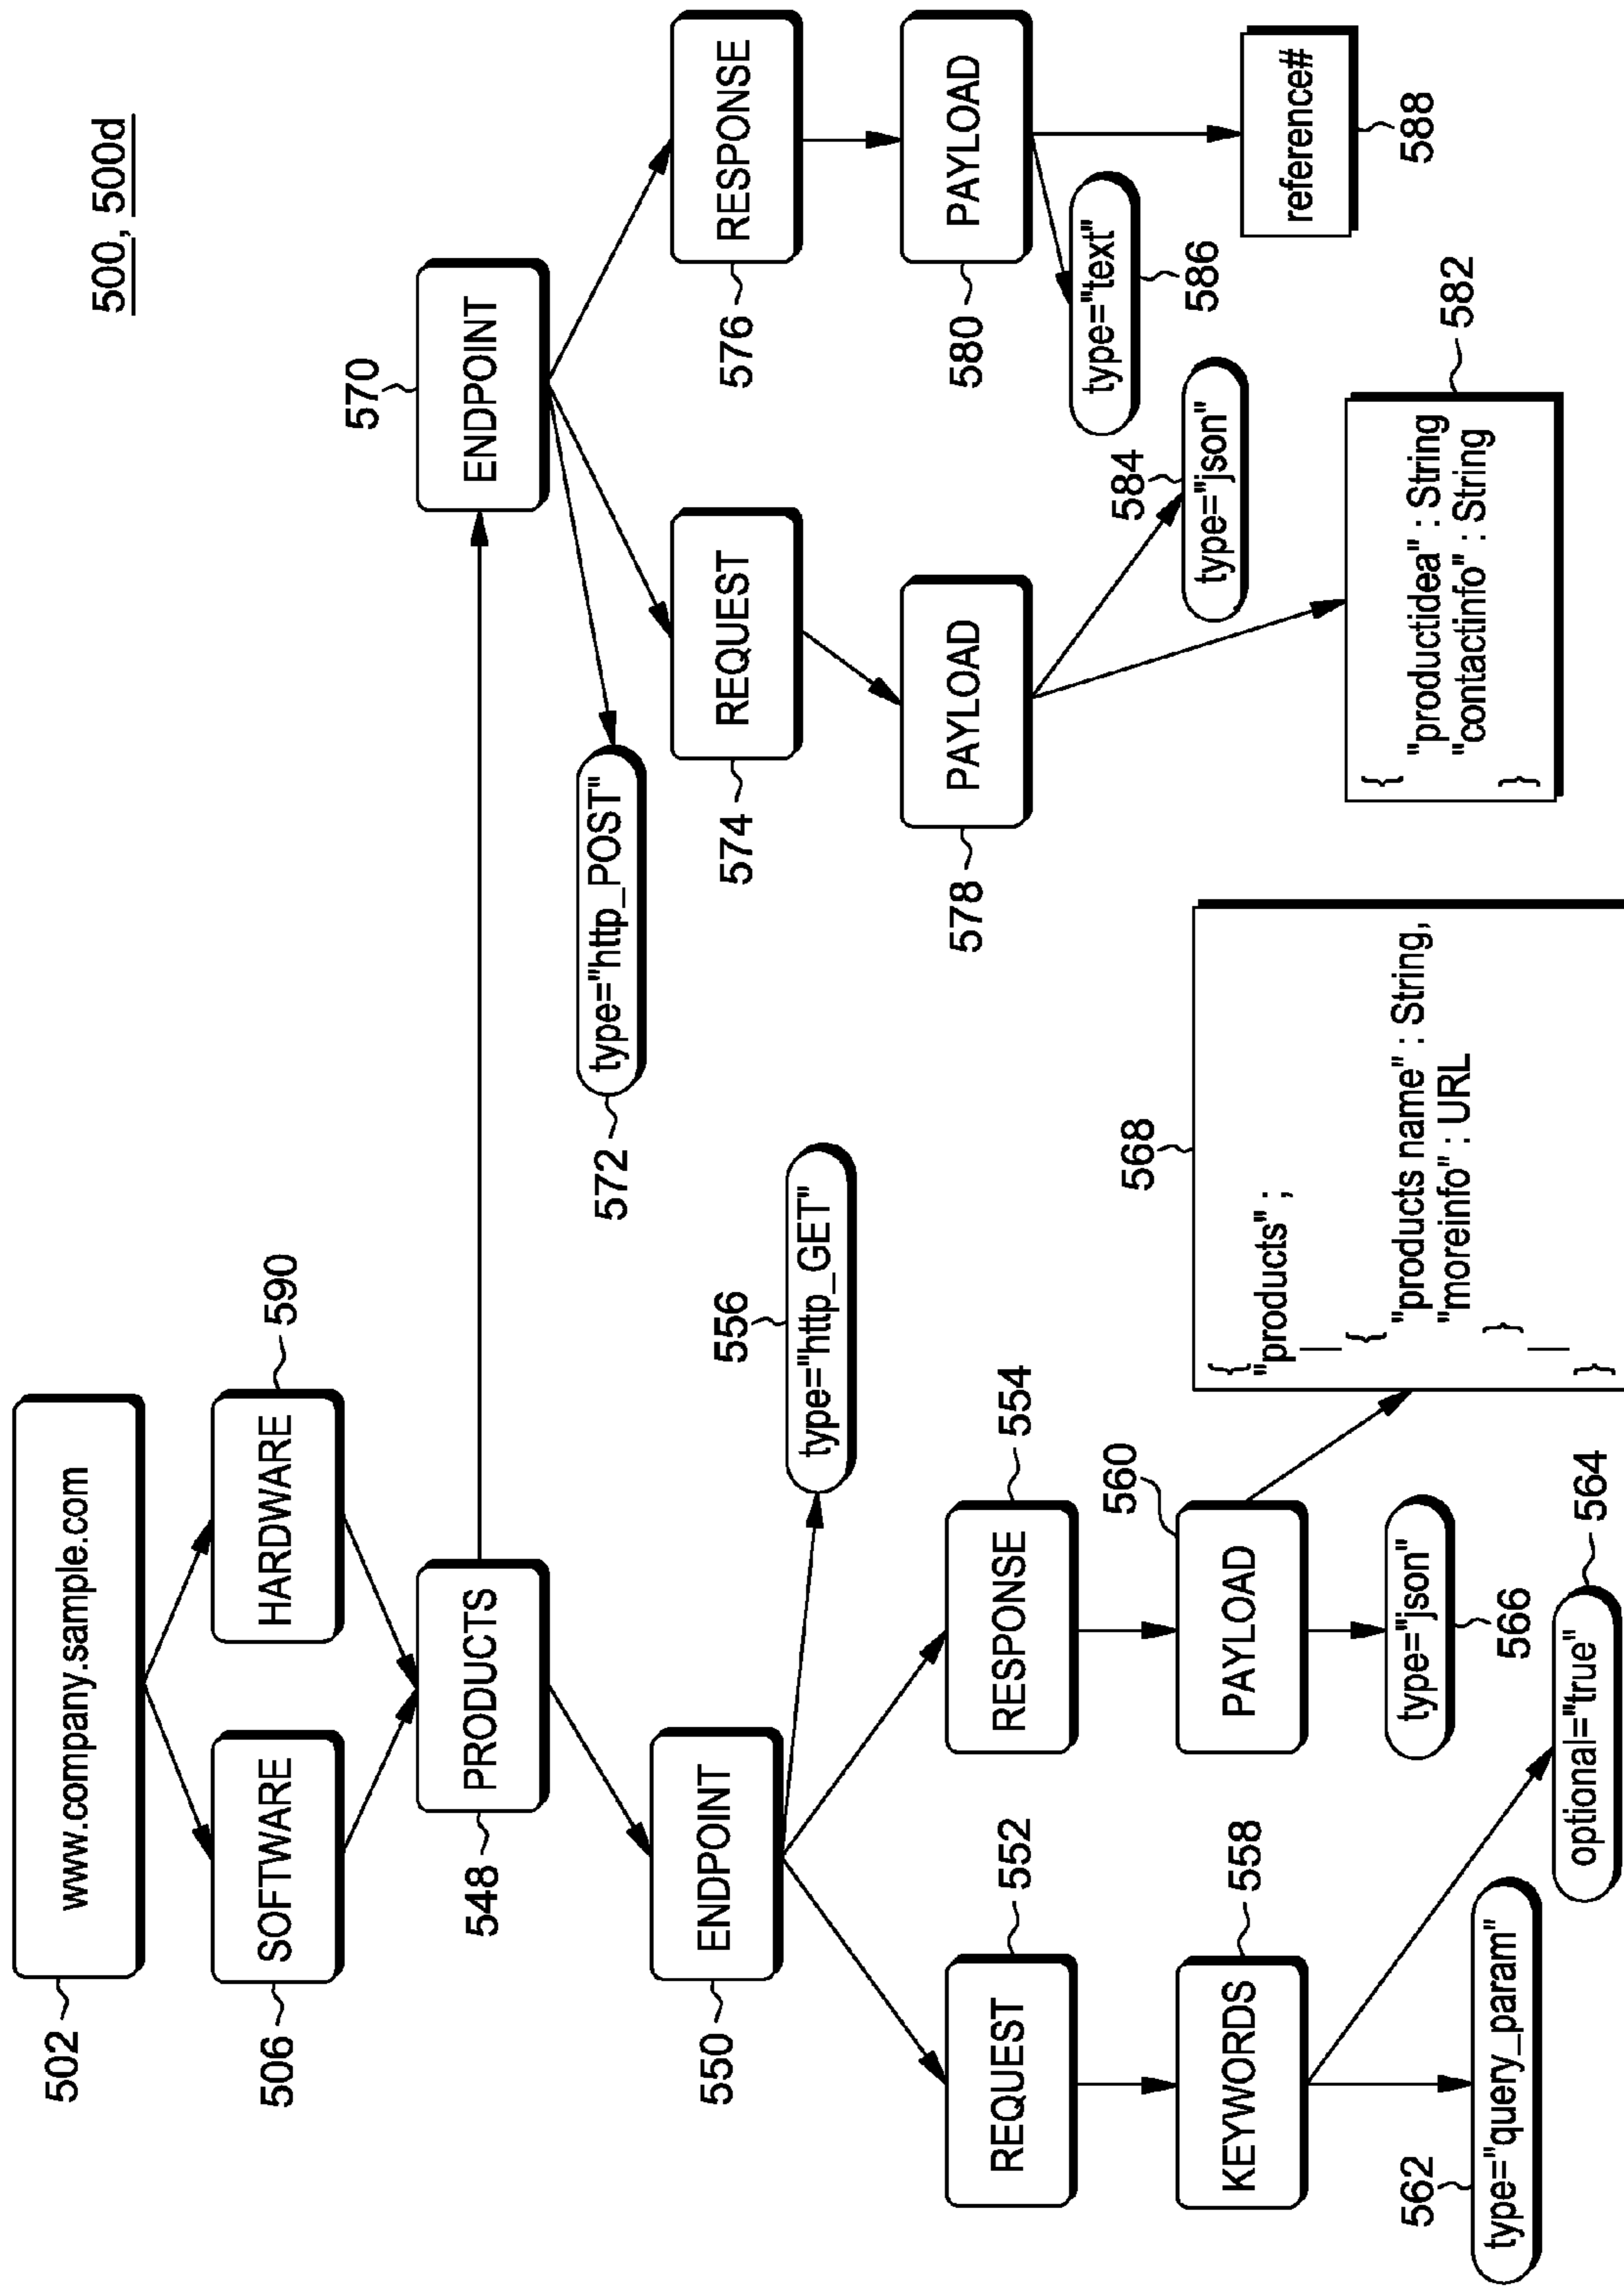 500, 500d
www.company.sample.com
502
SOFTWARE
506
HARDWARE
590
PRODUCTS
548
ENDPOINT
570
ENDPOINT
550
type="http_GET"
556
type="http_POST"
572
REQUEST
552
RESPONSE
554
REQUEST
574
RESPONSE
576
KEYWORDS
558
PAYLOAD
560
PAYLOAD
578
PAYLOAD
580
type="query_param"
562
optional="true"
564
type="json"
566
568
{
"products" ;
{
"products name" : String,
"moreinfo" : URL
}
}
type="json"
584
type="text"
586
{
"productidea" : String
"contactinfo" : String
}
582
reference#
588